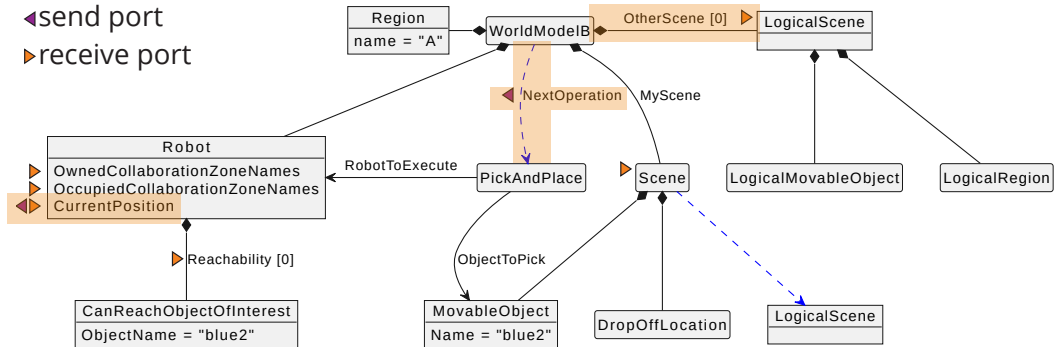 send port
receive port
Region
name = "A"
WorldModelB
OtherScene [0]
LogicalScene
NextOperation
MyScene
Robot
OwnedCollaborationZoneNames
OccupiedCollaborationZoneNames
CurrentPosition
RobotToExecute
PickAndPlace
Scene
LogicalMovableObject
LogicalRegion
Reachability [0]
ObjectToPick
CanReachObjectOfInterest
ObjectName = "blue2"
MovableObject
Name = "blue2"
DropOffLocation
LogicalScene